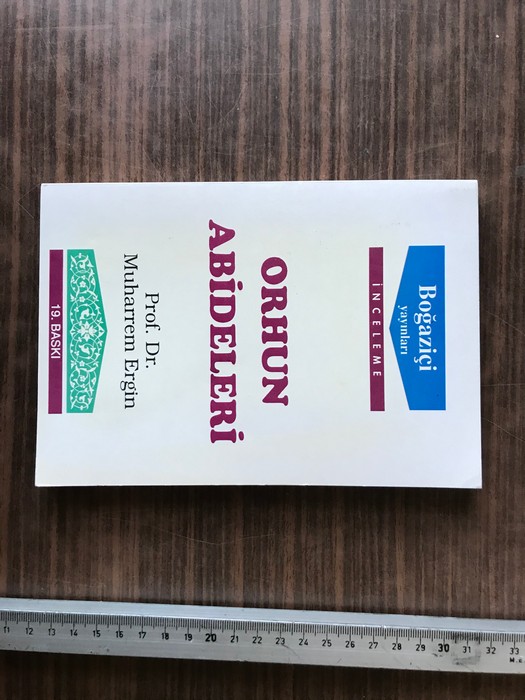 Boğaziçi
yayınları
İNCELEME
ORHUN
ABİDELERİ
Prof. Dr.
Muharrem Ergin
19. BASKI
11 12 13 14 15 16 17 18 19 20 21 22 23 24 25 26 27 28 29 30 31 32 33